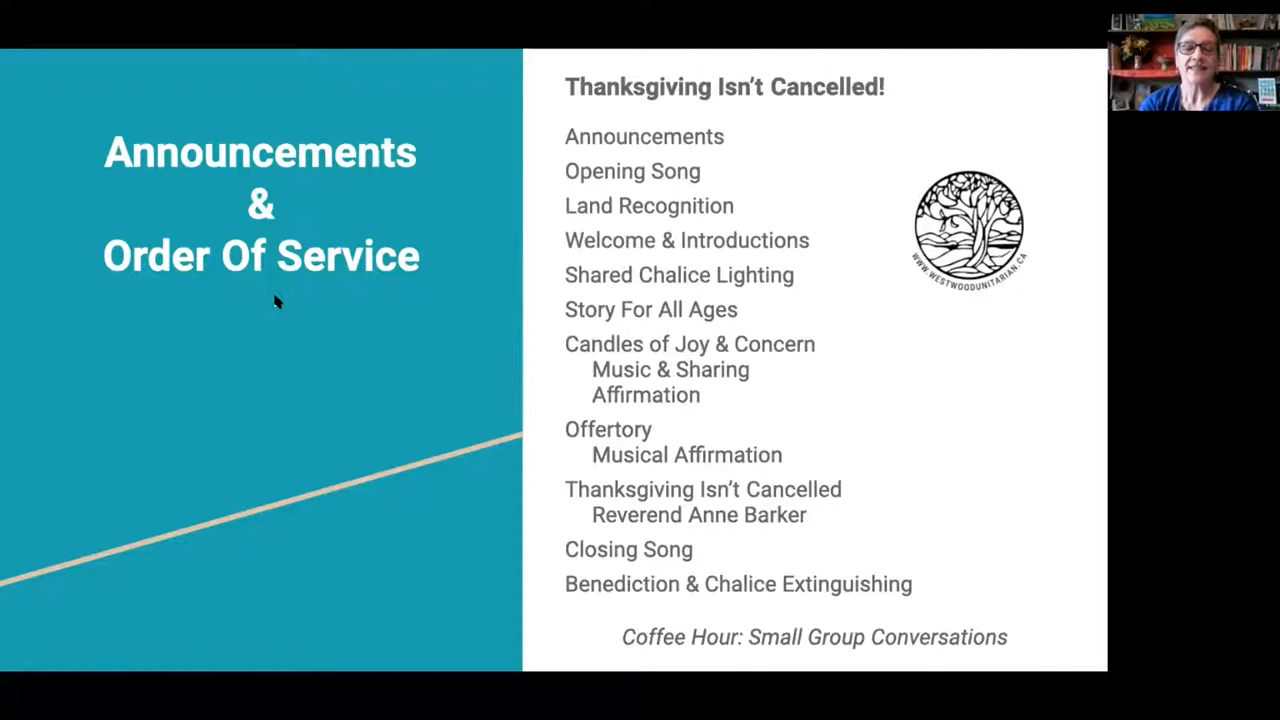 Announcements
&
Order Of Service
Thanksgiving Isn't Cancelled!
Announcements
Opening Song
Land Recognition
Welcome & Introductions
Shared Chalice Lighting
Story For All Ages
Candles of Joy & Concern
Music & Sharing
Affirmation
Offertory
Musical Affirmation
Thanksgiving Isn't Cancelled
Reverend Anne Barker
Closing Song
Benediction & Chalice Extinguishing
Coffee Hour: Small Group Conversations
WWW.WESTWOODUNITARIAN.CA